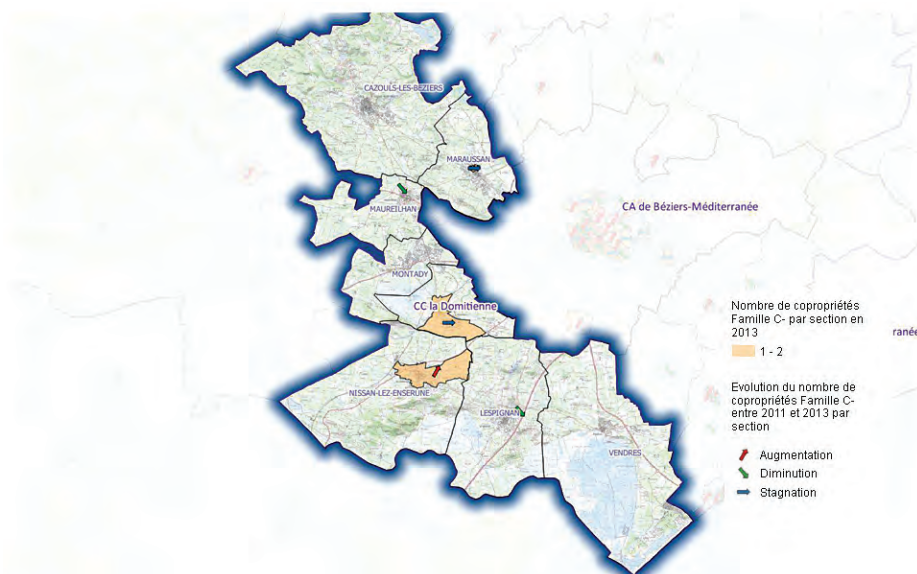 CAZOULS-LES-BEZIERS
MARAUSSAN
MAUREILHAN
CA de Béziers-Méditerranée
MONTADY
CC la Domitienne
NISSAN-LEZ-ENSERUNE
LESPIGNAN
VENDRES
Nombre de copropriétés
Famille C- par section en
2013
ranée
1 - 2
Evolution du nombre de
copropriétés Famille C-
entre 2011 et 2013 par
section
Augmentation
Diminution
Stagnation